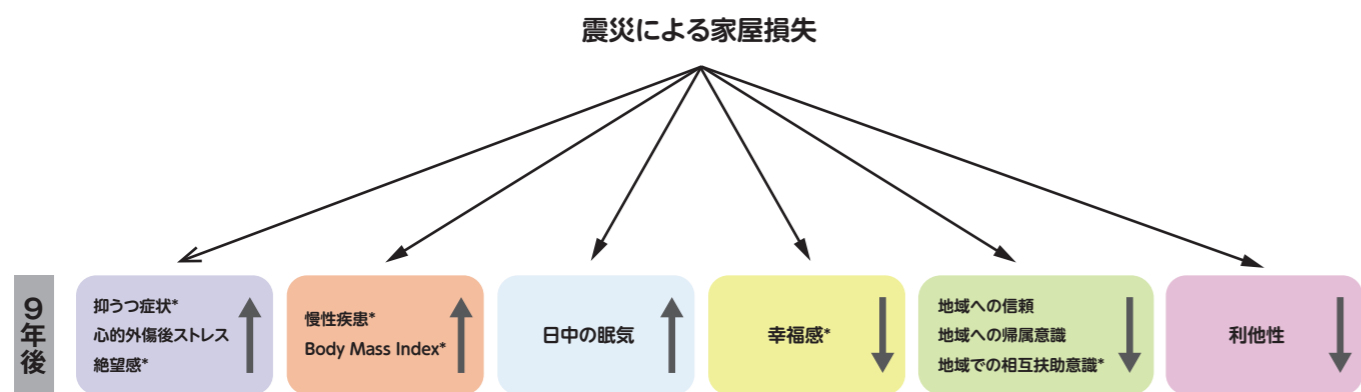 震災による家屋損失
9年後
抑うつ症状*
心的外傷後ストレス
絶望感*
慢性疾患*
Body Mass Index*
日中の眠気
幸福感*
地域への信頼
地域への帰属意識
地域での相互扶助意識*
利他性